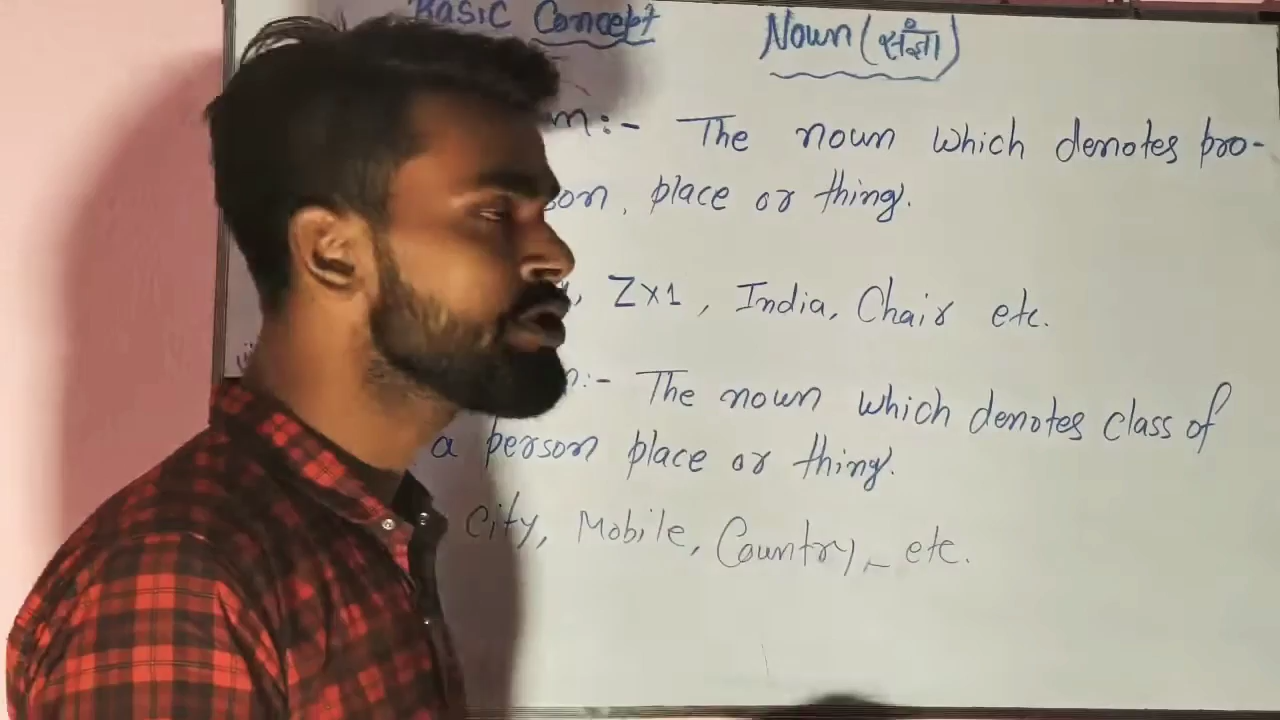 Basic Concept Noun (संज्ञा)
:- The noun which denotes pro-
place or thing.
, Zx1, India, Chair etc.
:- The noun which denotes class of
a person place or thing.
City, Mobile, Country, etc.